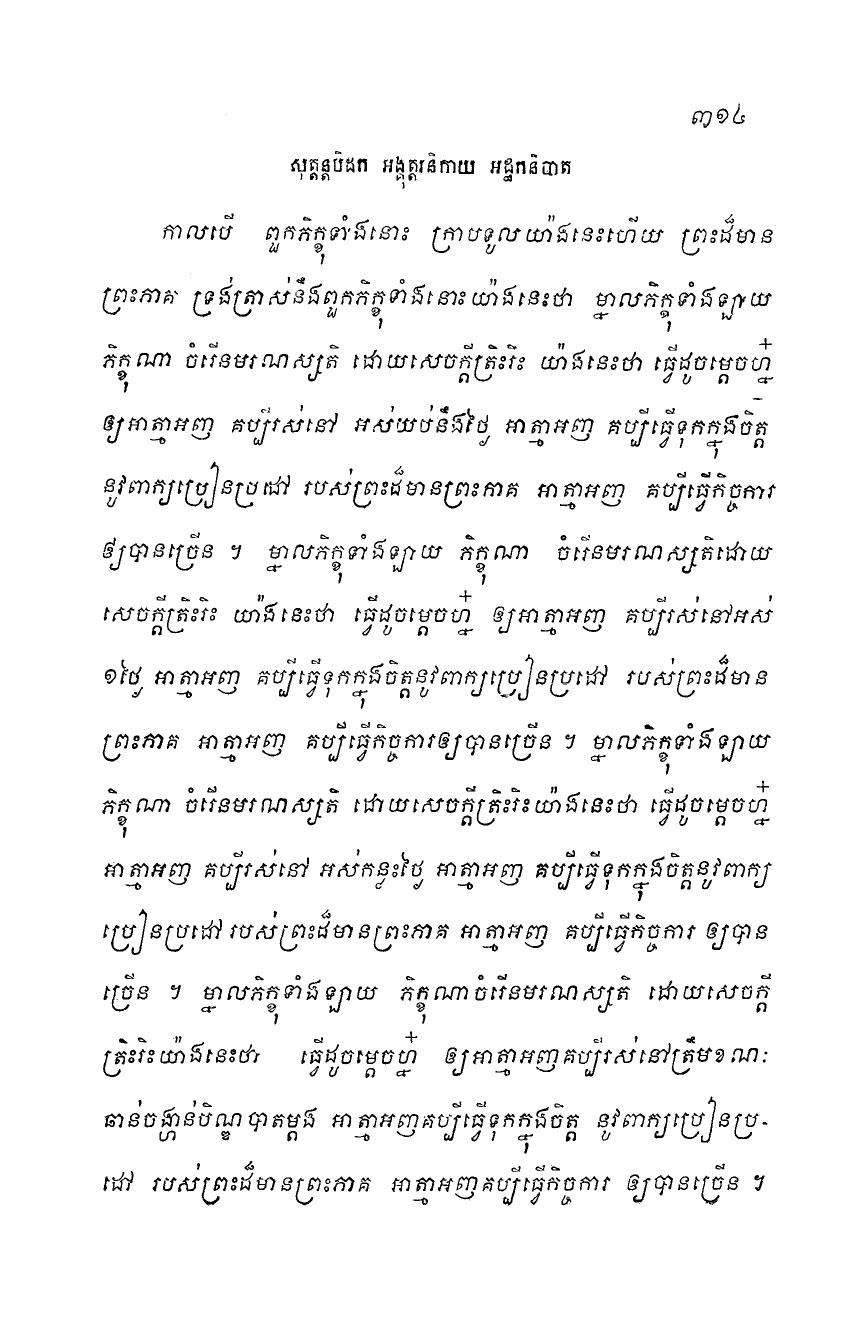 ៣១៤
សុត្តន្តបិដក អង្គុត្តរនិកាយ អដ្ឋកនិបាត
កាលបើ ពួកភិក្ខុទាំងនោះ ក្រាបទូលយ៉ាងនេះហើយ ព្រះដ៏មាន
ព្រះភាគ ទ្រង់ត្រាស់នឹងពួកភិក្ខុទាំងនោះយ៉ាងនេះថា ម្នាលភិក្ខុទាំងឡាយ
ភិក្ខុណា ចំរើនមរណស្សតិ ដោយសេចក្តីត្រិះរិះ យ៉ាងនេះថា ធ្វើដូចម្តេចហ្ន៎
ឲ្យអាត្មាអញ គប្បីរស់នៅ អស់យប់នឹងថ្ងៃ អាត្មាអញ គប្បីធ្វើទុកក្នុងចិត្ត
នូវពាក្យប្រៀនប្រដៅ របស់ព្រះដ៏មានព្រះភាគ អាត្មាអញ គប្បីធ្វើកិច្ចការ
ឲ្យបានច្រើន ។ ម្នាលភិក្ខុទាំងឡាយ ភិក្ខុណា ចំរើនមរណស្សតិដោយ
សេចក្តីត្រិះរិះ យ៉ាងនេះថា ធ្វើដូចម្តេចហ្ន៎ ឲ្យអាត្មាអញ គប្បីរស់នៅអស់
១ថ្ងៃ អាត្មាអញ គប្បីធ្វើទុកក្នុងចិត្តនូវពាក្យប្រៀនប្រដៅ របស់ព្រះដ៏មាន
ព្រះភាគ អាត្មាអញ គប្បីធ្វើកិច្ចការឲ្យបានច្រើន ។ ម្នាលភិក្ខុទាំងឡាយ
ភិក្ខុណា ចំរើនមរណស្សតិ ដោយសេចក្តីត្រិះរិះយ៉ាងនេះថា ធ្វើដូចម្តេចហ្ន៎
អាត្មាអញ គប្បីរស់នៅ អស់កន្លះថ្ងៃ អាត្មាអញ គប្បីធ្វើទុកក្នុងចិត្តនូវពាក្យ
ប្រៀនប្រដៅ របស់ព្រះដ៏មានព្រះភាគ អាត្មាអញ គប្បីធ្វើកិច្ចការ ឲ្យបាន
ច្រើន ។ ម្នាលភិក្ខុទាំងឡាយ ភិក្ខុណាចំរើនមរណស្សតិ ដោយសេចក្តី
ត្រិះរិះយ៉ាងនេះថា ធ្វើដូចម្តេចហ្ន៎ ឲ្យអាត្មាអញគប្បីរស់នៅត្រឹមខណៈ
ឆាន់ចង្ហាន់បិណ្ឌបាតម្តង អាត្មាអញគប្បីធ្វើទុកក្នុងចិត្ត នូវពាក្យប្រៀនប្រ-
ដៅ របស់ព្រះដ៏មានព្រះភាគ អាត្មាអញគប្បីធ្វើកិច្ចការ ឲ្យបានច្រើន ។